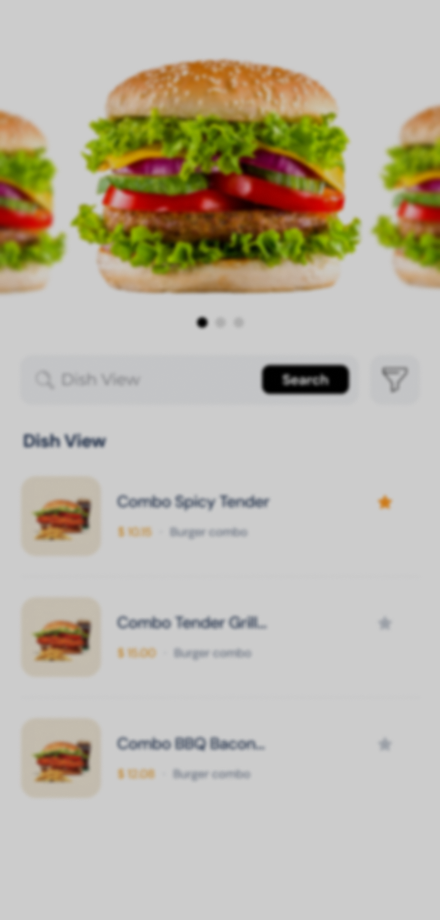 Dish View
Search
Dish View
Combo Spicy Tender
$ 10.15 · Burger combo
Combo Tender Grill...
$ 15.00 · Burger combo
Combo BBQ Bacon...
$ 12.08 · Burger combo